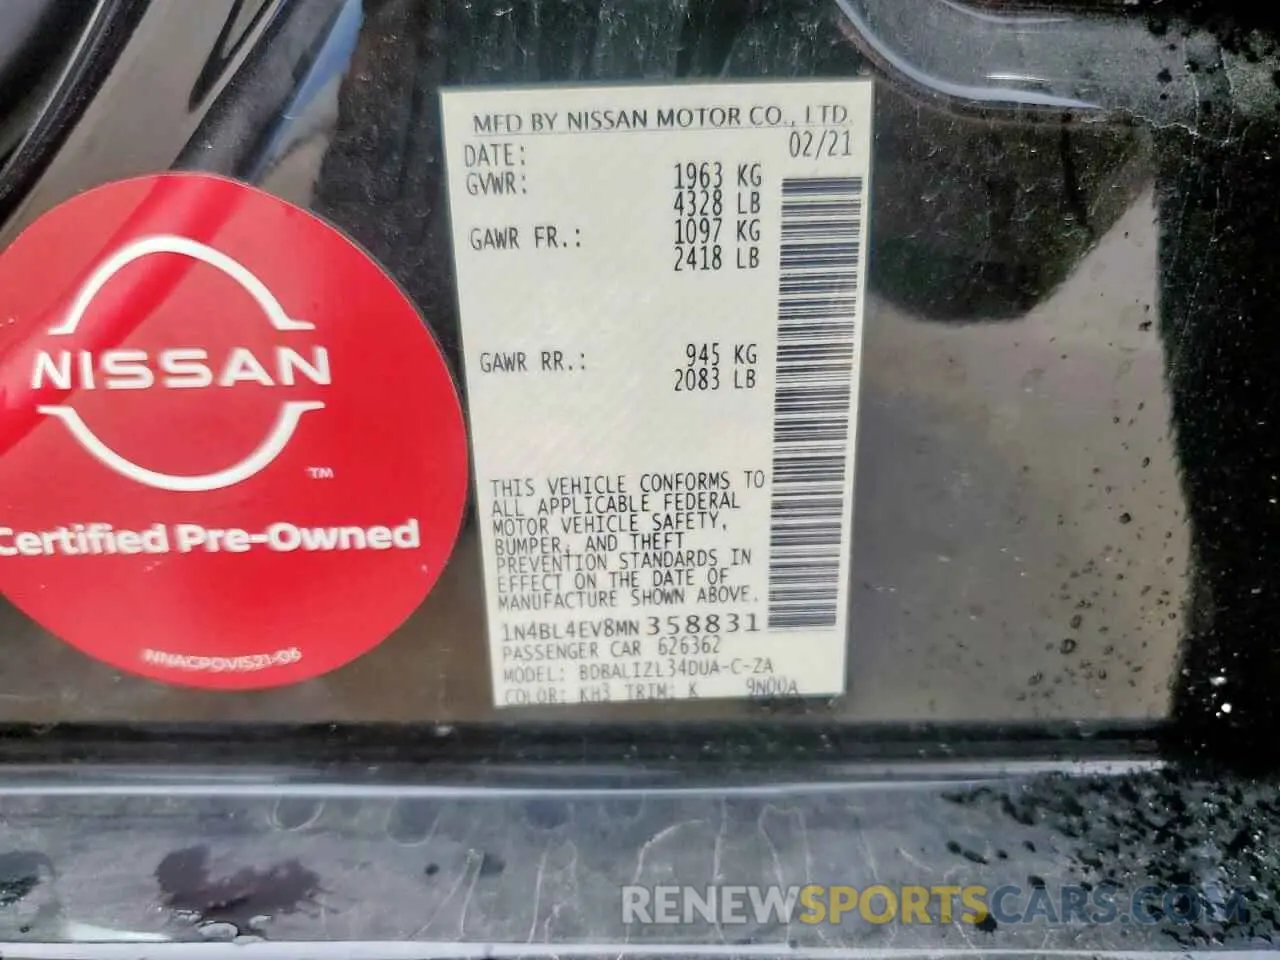 MFD BY NISSAN MOTOR CO., LTD.
DATE: 02/21
GVWR: 1963 KG
4328 LB
GAWR FR.: 1097 KG
2418 LB
GAWR RR.: 945 KG
2083 LB
THIS VEHICLE CONFORMS TO
ALL APPLICABLE FEDERAL
MOTOR VEHICLE SAFETY,
BUMPER, AND THEFT
PREVENTION STANDARDS IN
EFFECT ON THE DATE OF
MANUFACTURE SHOWN ABOVE.
1N4BL4EV8MN358831
PASSENGER CAR 626362
MODEL: BDBALIZL34DUA-C-ZA
COLOR: KH3 TRIM: K 9N00A
NISSAN
TM
Certified Pre-Owned
NNACPOVIS21-06
RENEWSPORTSCARS.COM